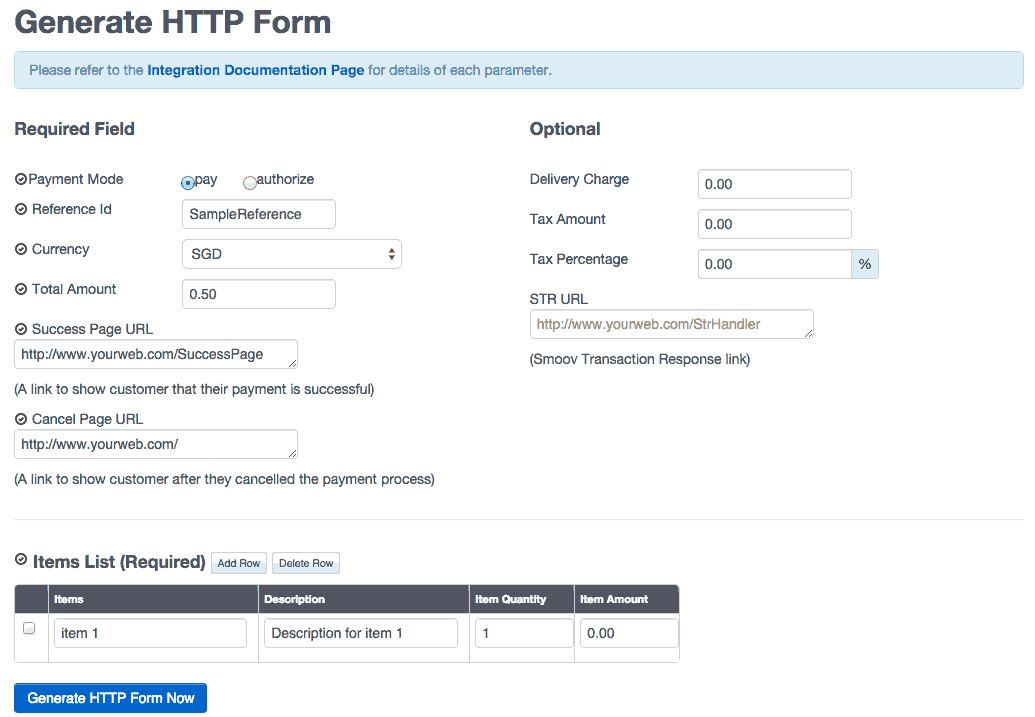 Generate HTTP Form
Please refer to the Integration Documentation Page for details of each parameter.
Required Field
Payment Mode
pay
authorize
Reference Id
SampleReference
Currency
SGD
Total Amount
0.50
Success Page URL
http://www.yourweb.com/SuccessPage
(A link to show customer that their payment is successful)
Cancel Page URL
http://www.yourweb.com/
(A link to show customer after they cancelled the payment process)
Optional
Delivery Charge
0.00
Tax Amount
0.00
Tax Percentage
0.00
%
STR URL
http://www.yourweb.com/StrHandler
(Smoov Transaction Response link)
Items List (Required)
Add Row
Delete Row
Items
Description
Item Quantity
Item Amount
item 1
Description for item 1
1
0.00
Generate HTTP Form Now